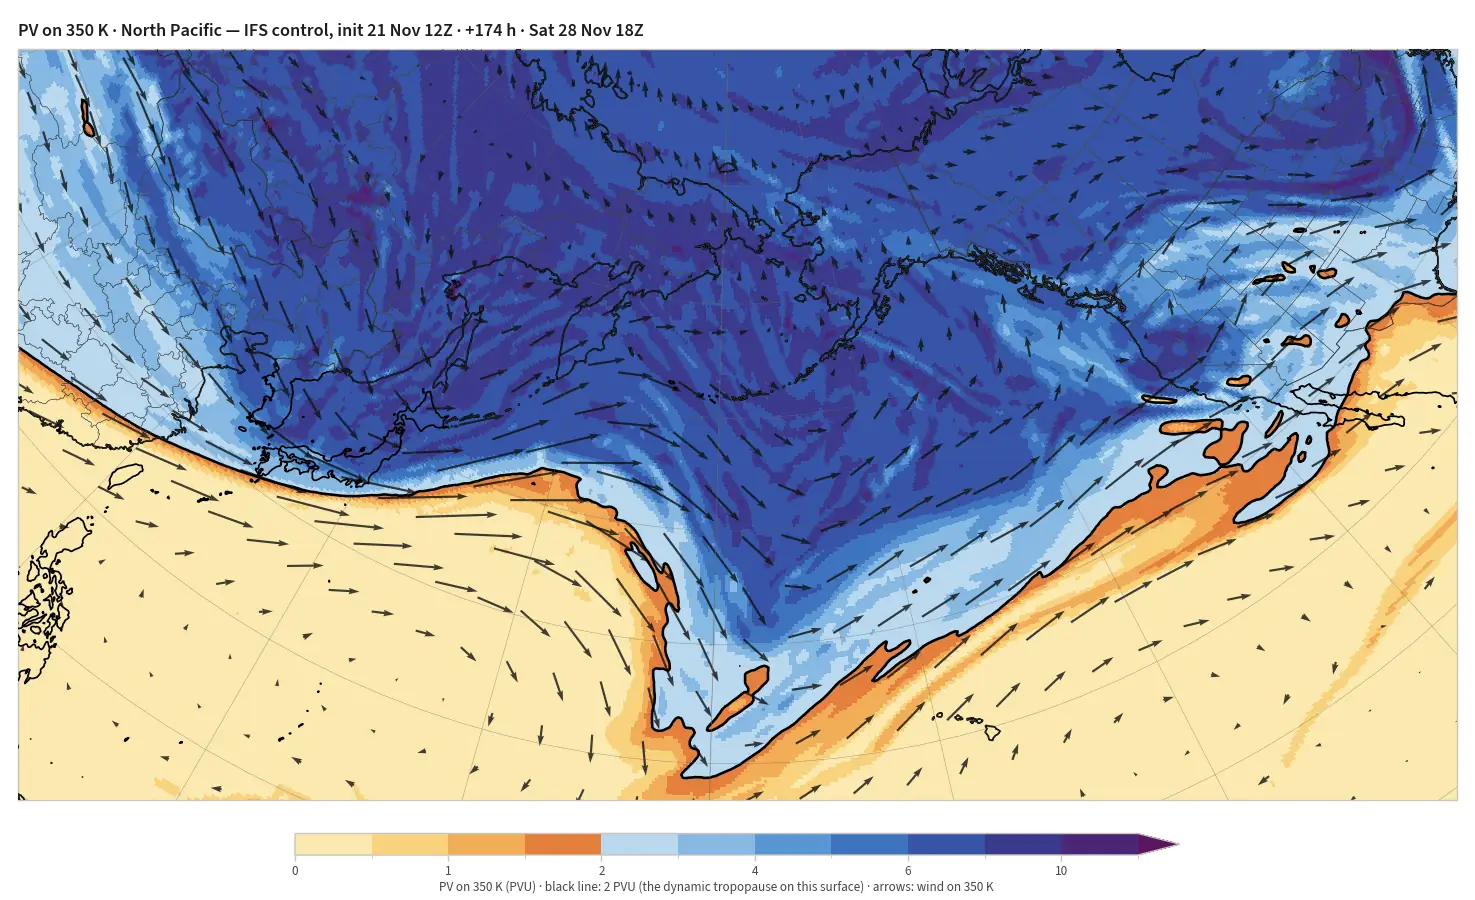 PV on 350 K · North Pacific — IFS control, init 21 Nov 12Z · +174 h · Sat 28 Nov 18Z
0 1 2 4 6 10
PV on 350 K (PVU) · black line: 2 PVU (the dynamic tropopause on this surface) · arrows: wind on 350 K